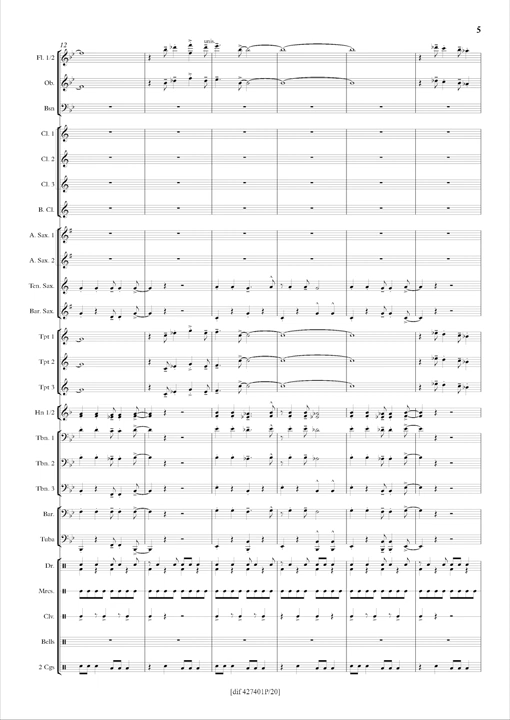 5
12
Fl. 1/2
unis.
Ob.
Bsn
Cl. 1
Cl. 2
Cl. 3
B. Cl.
A. Sax. 1
A. Sax. 2
Ten. Sax.
Bar. Sax.
Tpt 1
Tpt 2
Tpt 3
Hn 1/2
Tbn. 1
Tbn. 2
Tbn. 3
Bar.
Tuba
Dr.
Mrcs.
Clv.
Bells
2 Cgs
[dif 427401P/20]